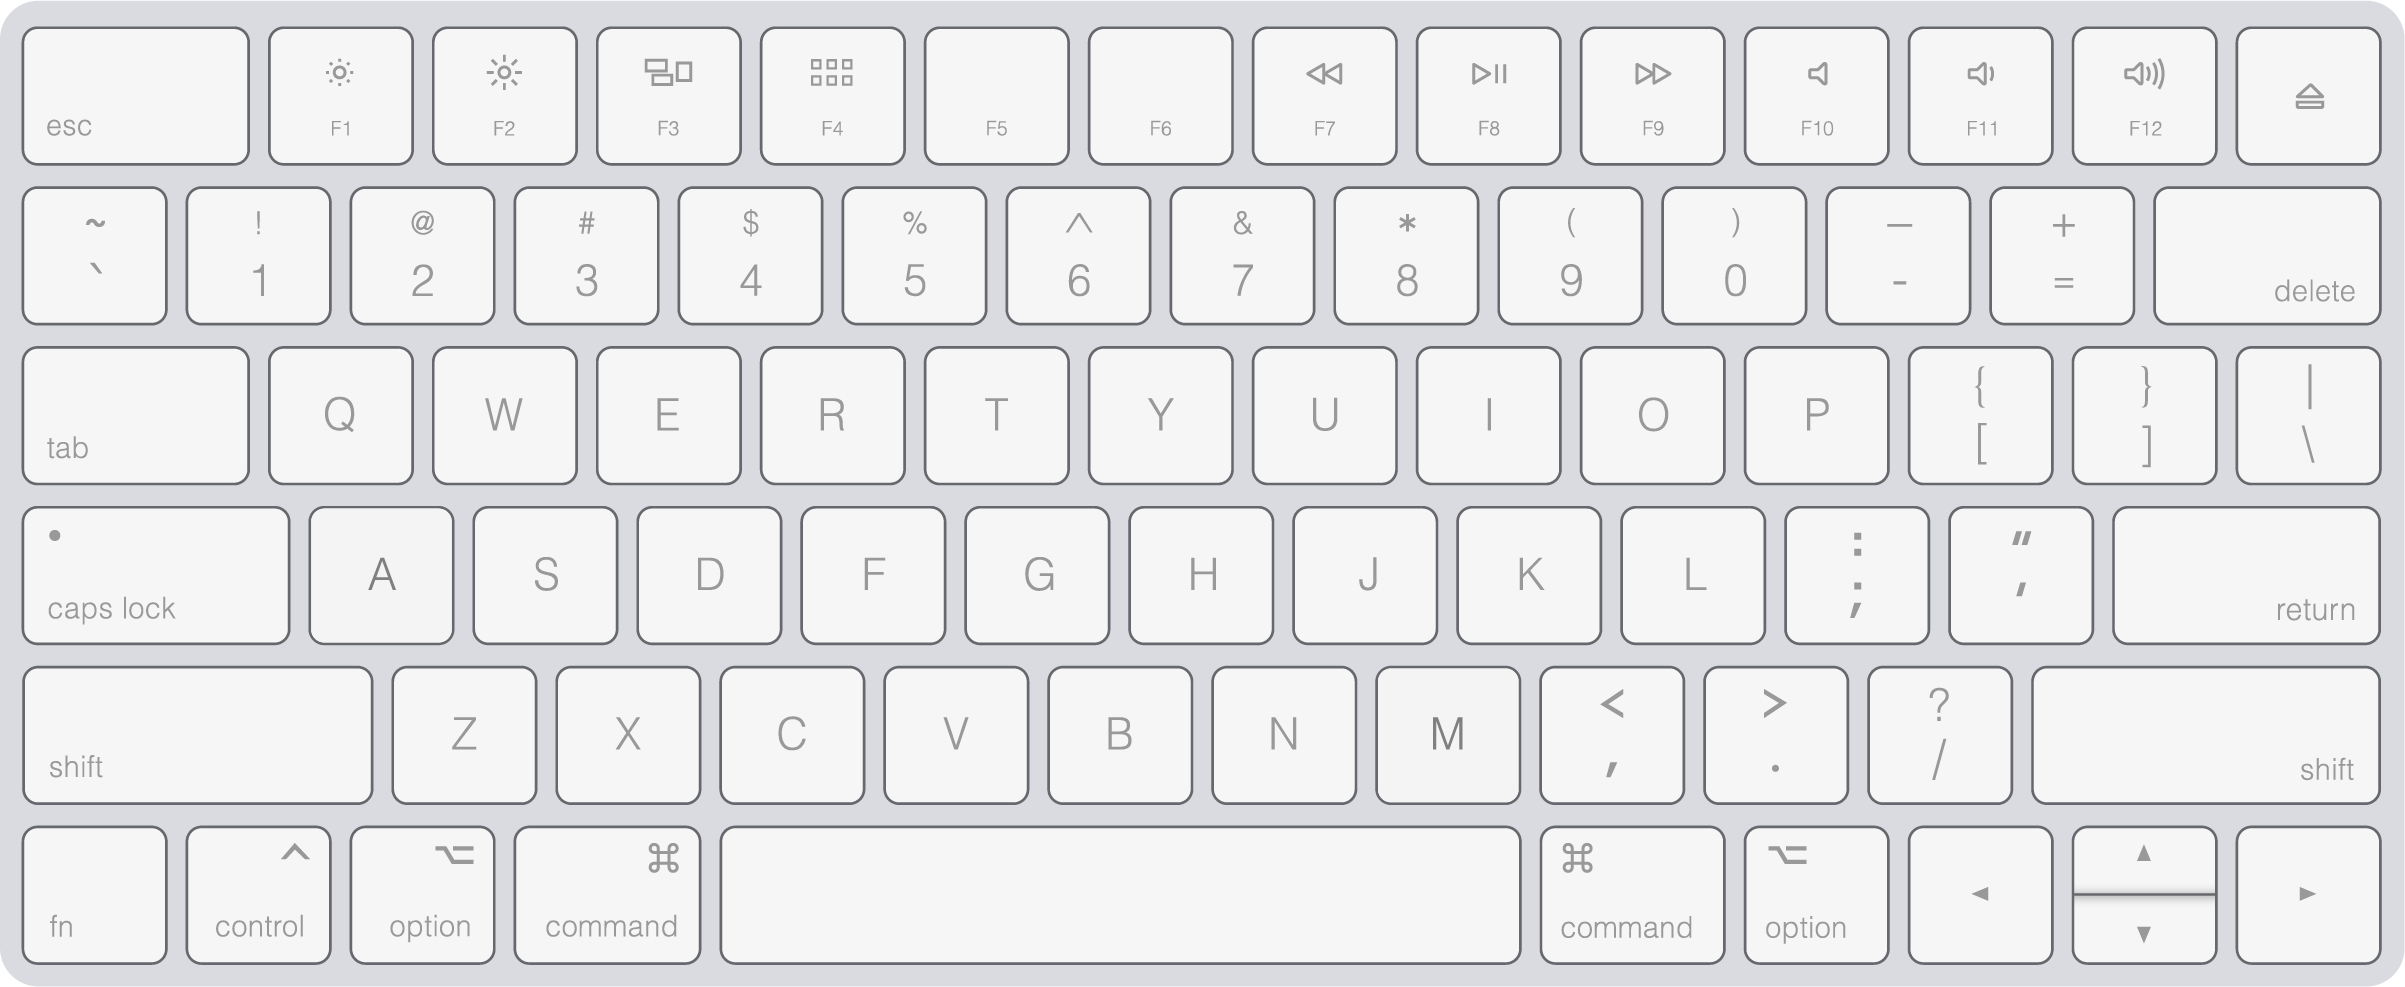 esc F1 F2 F3 F4 F5 F6 F7 F8 F9 F10 F11 F12
~ ! @ # $ % ^ & * ( ) — +
` 1 2 3 4 5 6 7 8 9 0 - = delete
tab Q W E R T Y U I O P { } |
[ ] \
caps lock A S D F G H J K L : " return
; '
shift Z X C V B N M < > ? shift
, . /
^ ⌥ ⌘ ⌘ ⌥
fn control option command command option